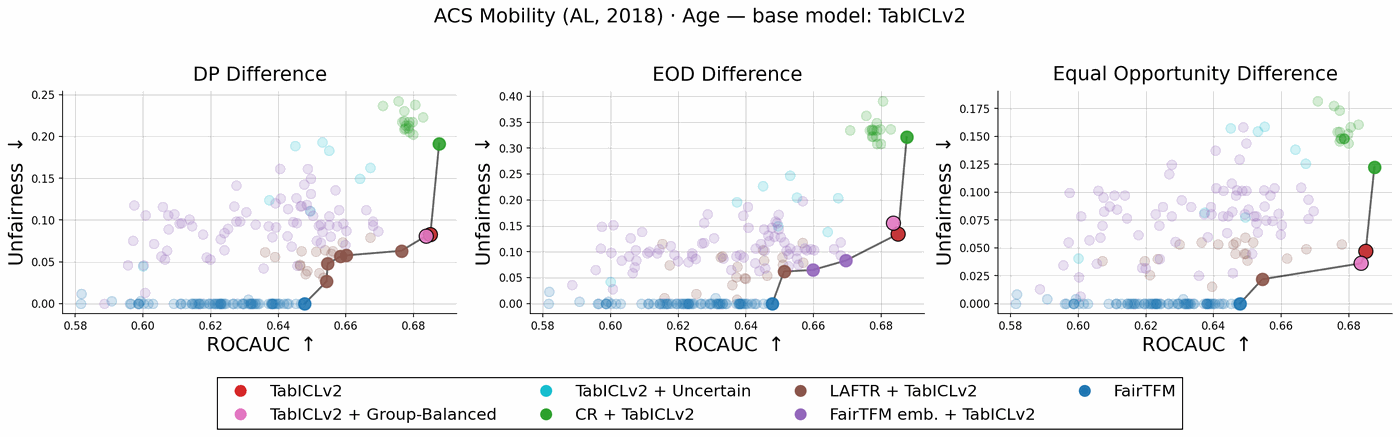 ACS Mobility (AL, 2018) · Age — base model: TabICLv2
DP Difference
EOD Difference
Equal Opportunity Difference
Unfairness ↓
0.25
0.20
0.15
0.10
0.05
0.00
0.58
0.60
0.62
0.64
0.66
0.68
ROCAUC ↑
Unfairness ↓
0.40
0.35
0.30
0.25
0.20
0.15
0.10
0.05
0.00
0.58
0.60
0.62
0.64
0.66
0.68
ROCAUC ↑
Unfairness ↓
0.175
0.150
0.125
0.100
0.075
0.050
0.025
0.000
0.58
0.60
0.62
0.64
0.66
0.68
ROCAUC ↑
TabICLv2
TabICLv2 + Group-Balanced
TabICLv2 + Uncertain
CR + TabICLv2
LAFTR + TabICLv2
FairTFM emb. + TabICLv2
FairTFM